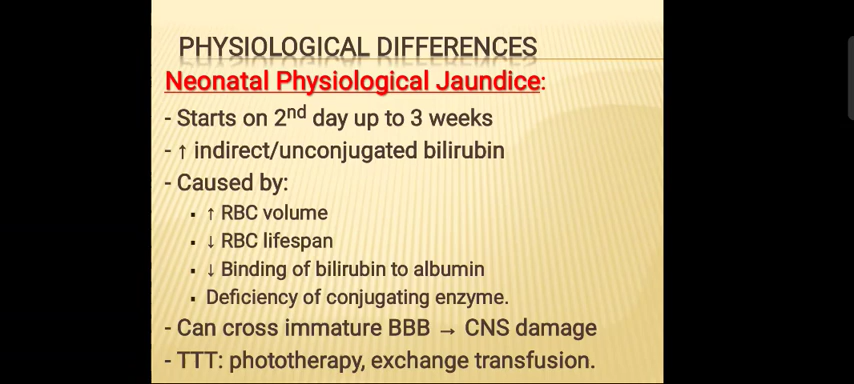 PHYSIOLOGICAL DIFFERENCES
Neonatal Physiological Jaundice:
- Starts on 2nd day up to 3 weeks
- ↑ indirect/unconjugated bilirubin
- Caused by:
▪ ↑ RBC volume
▪ ↓ RBC lifespan
▪ ↓ Binding of bilirubin to albumin
▪ Deficiency of conjugating enzyme.
- Can cross immature BBB → CNS damage
- TTT: phototherapy, exchange transfusion.